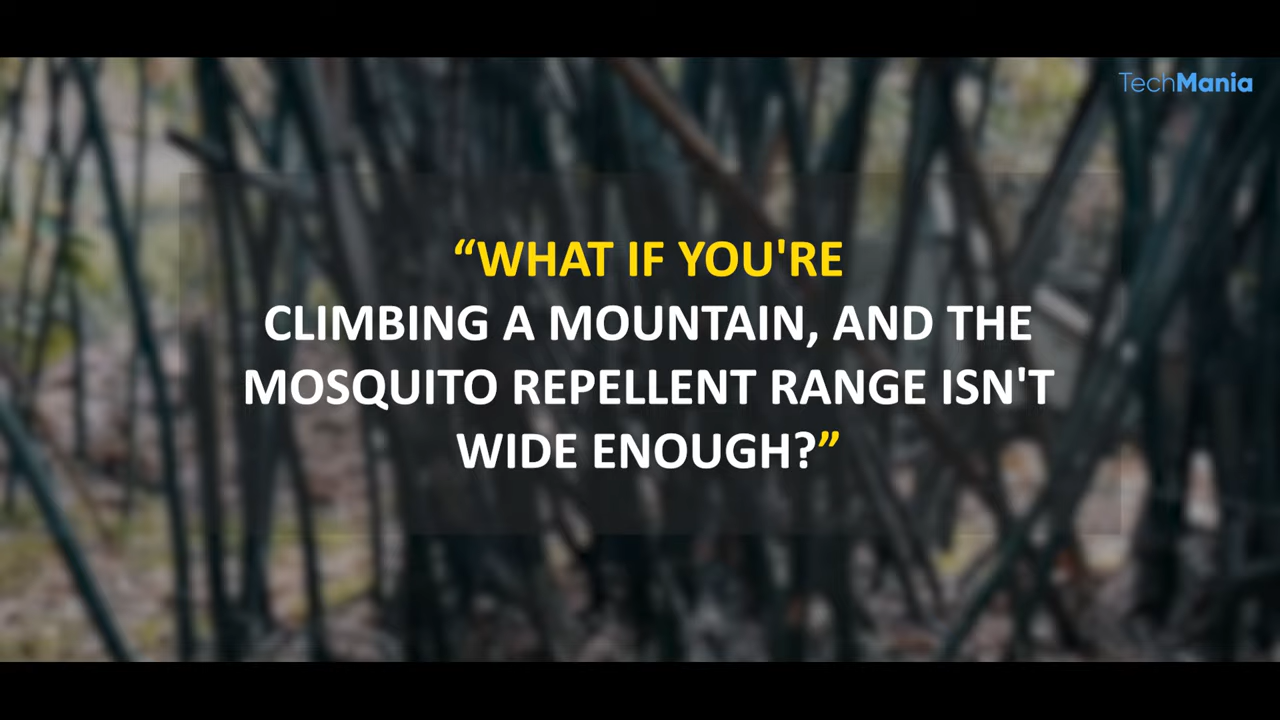 TechMania
“WHAT IF YOU'RE
CLIMBING A MOUNTAIN, AND THE
MOSQUITO REPELLENT RANGE ISN'T
WIDE ENOUGH?”